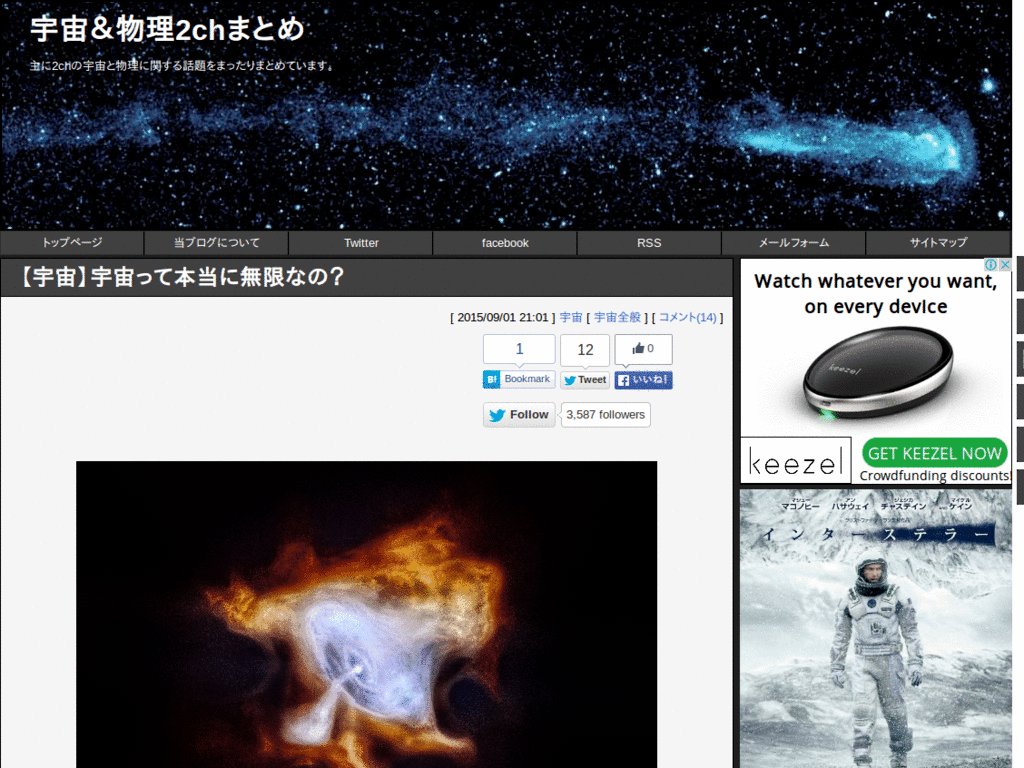 宇宙＆物理2chまとめ
主に2chの宇宙と物理に関する話題をまったりまとめています。
トップページ
当ブログについて
Twitter
facebook
RSS
メールフォーム
サイトマップ
【宇宙】宇宙って本当に無限なの？
[ 2015/09/01 21:01 ] 宇宙 [ 宇宙全般 ] [ コメント(14) ]
1
12
0
B! Bookmark
Tweet
いいね！
Follow
3,587 followers
Watch whatever you want,
on every device
keezel
keezel
GET KEEZEL NOW
Crowdfunding discounts!
マシュー アン ジェシカ マイケル
マコノヒー ハサウェイ チャステイン ケイン
インターステラー